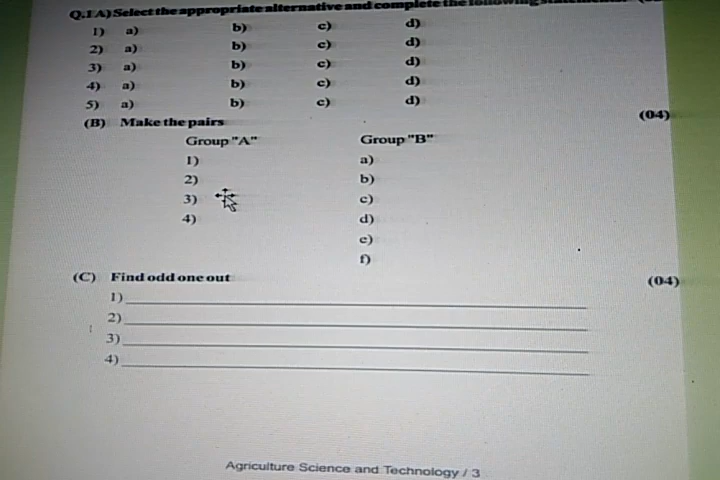 Q.1 A) Select the appropriate alternative and complete the following
1) a) b) c) d)
2) a) b) c) d)
3) a) b) c) d)
4) a) b) c) d)
5) a) b) c) d)
(B) Make the pairs (04)
Group "A" Group "B"
1) a)
2) b)
3) c)
4) d)
e)
f)
(C) Find odd one out (04)
1)
2)
3)
4)
Agriculture Science and Technology / 3